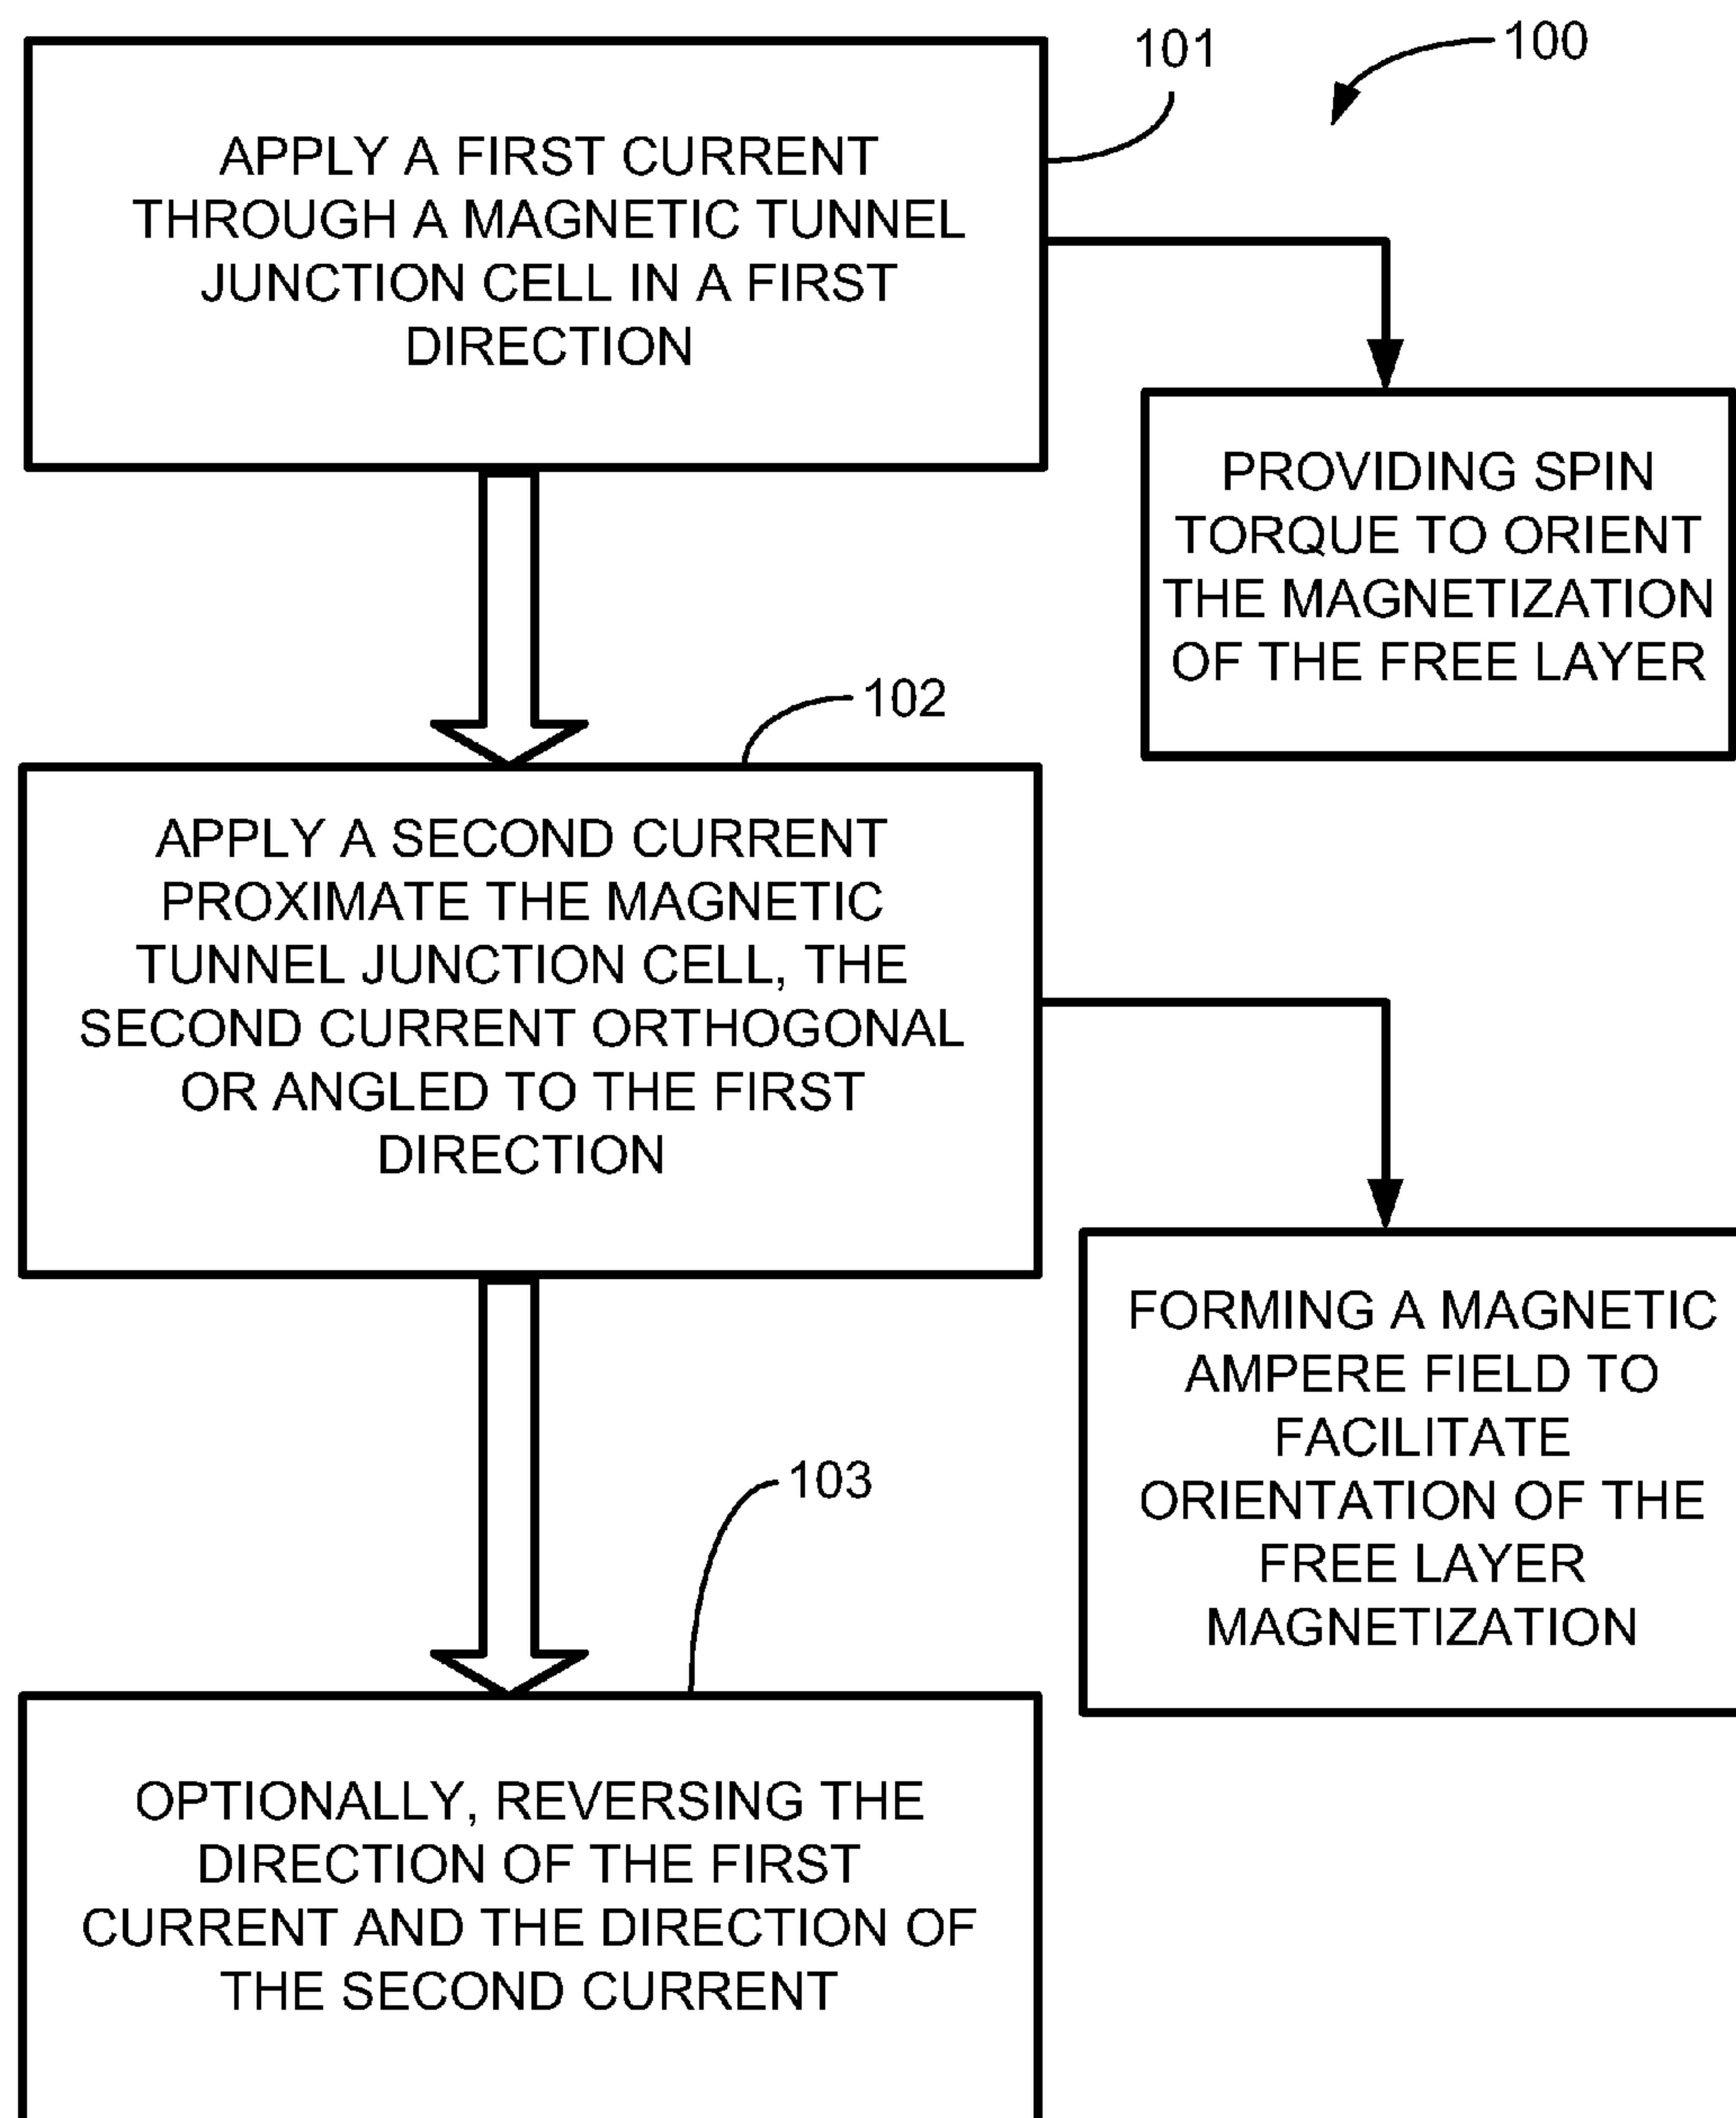 100
101
APPLY A FIRST CURRENT
THROUGH A MAGNETIC TUNNEL
JUNCTION CELL IN A FIRST
DIRECTION
PROVIDING SPIN
TORQUE TO ORIENT
THE MAGNETIZATION
OF THE FREE LAYER
102
APPLY A SECOND CURRENT
PROXIMATE THE MAGNETIC
TUNNEL JUNCTION CELL, THE
SECOND CURRENT ORTHOGONAL
OR ANGLED TO THE FIRST
DIRECTION
FORMING A MAGNETIC
AMPERE FIELD TO
FACILITATE
ORIENTATION OF THE
FREE LAYER
MAGNETIZATION
103
OPTIONALLY, REVERSING THE
DIRECTION OF THE FIRST
CURRENT AND THE DIRECTION OF
THE SECOND CURRENT